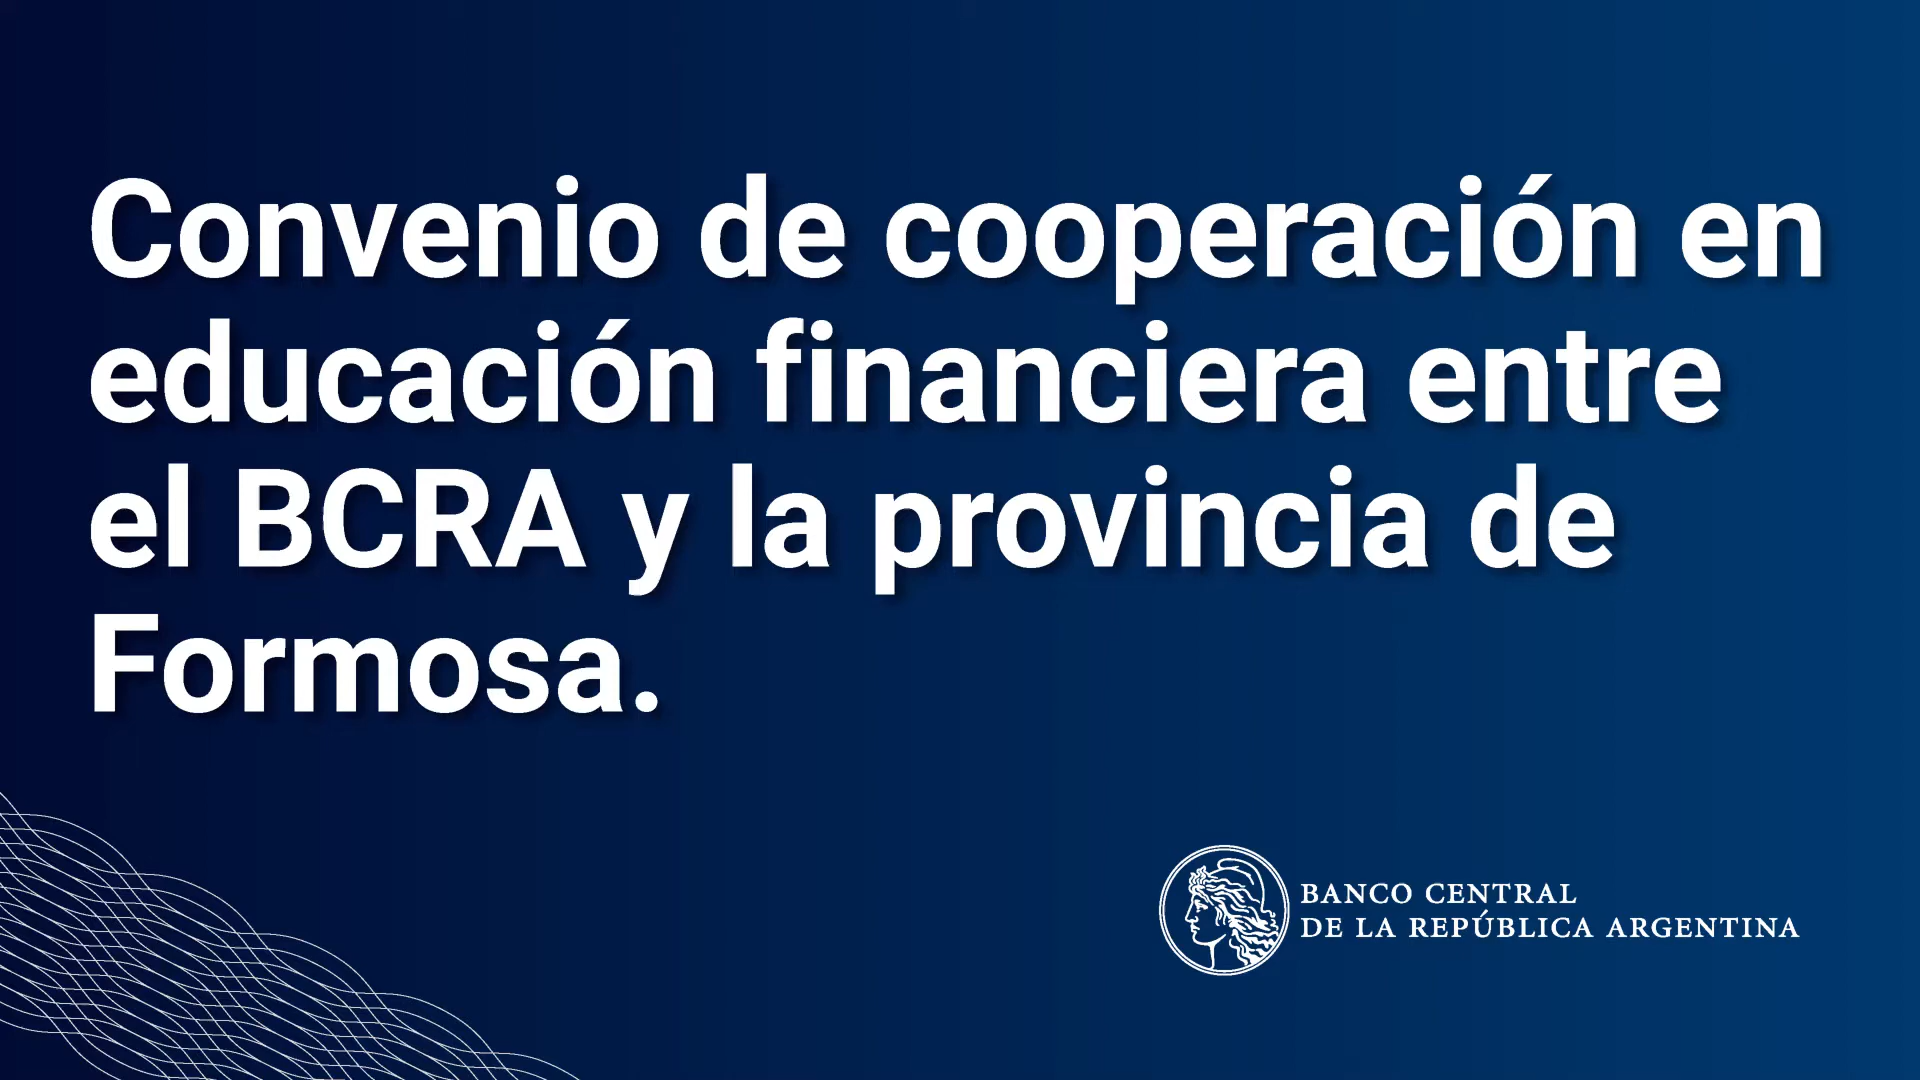 Convenio de cooperación en
educación financiera entre
el BCRA y la provincia de
Formosa.
BANCO CENTRAL
DE LA REPÚBLICA ARGENTINA